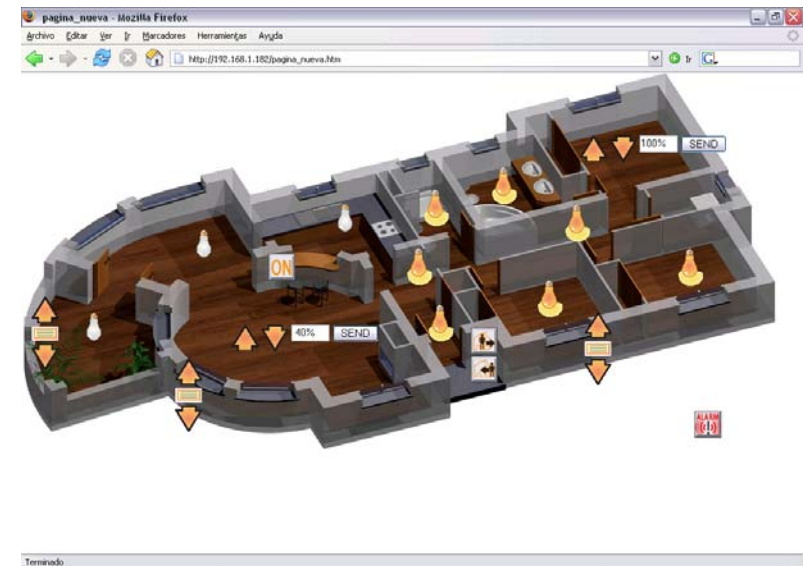 pagina_nueva - Mozilla Firefox
Archivo Editar Ver Ir Marcadores Herramientas Ayuda
http://192.168.1.182/pagina_nueva.htm
Ir
G
100% SEND
ON
40% SEND
ALARM
Terminado